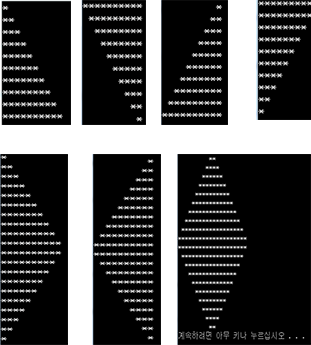 계속하려면 아무 키나 누르십시오 . . .